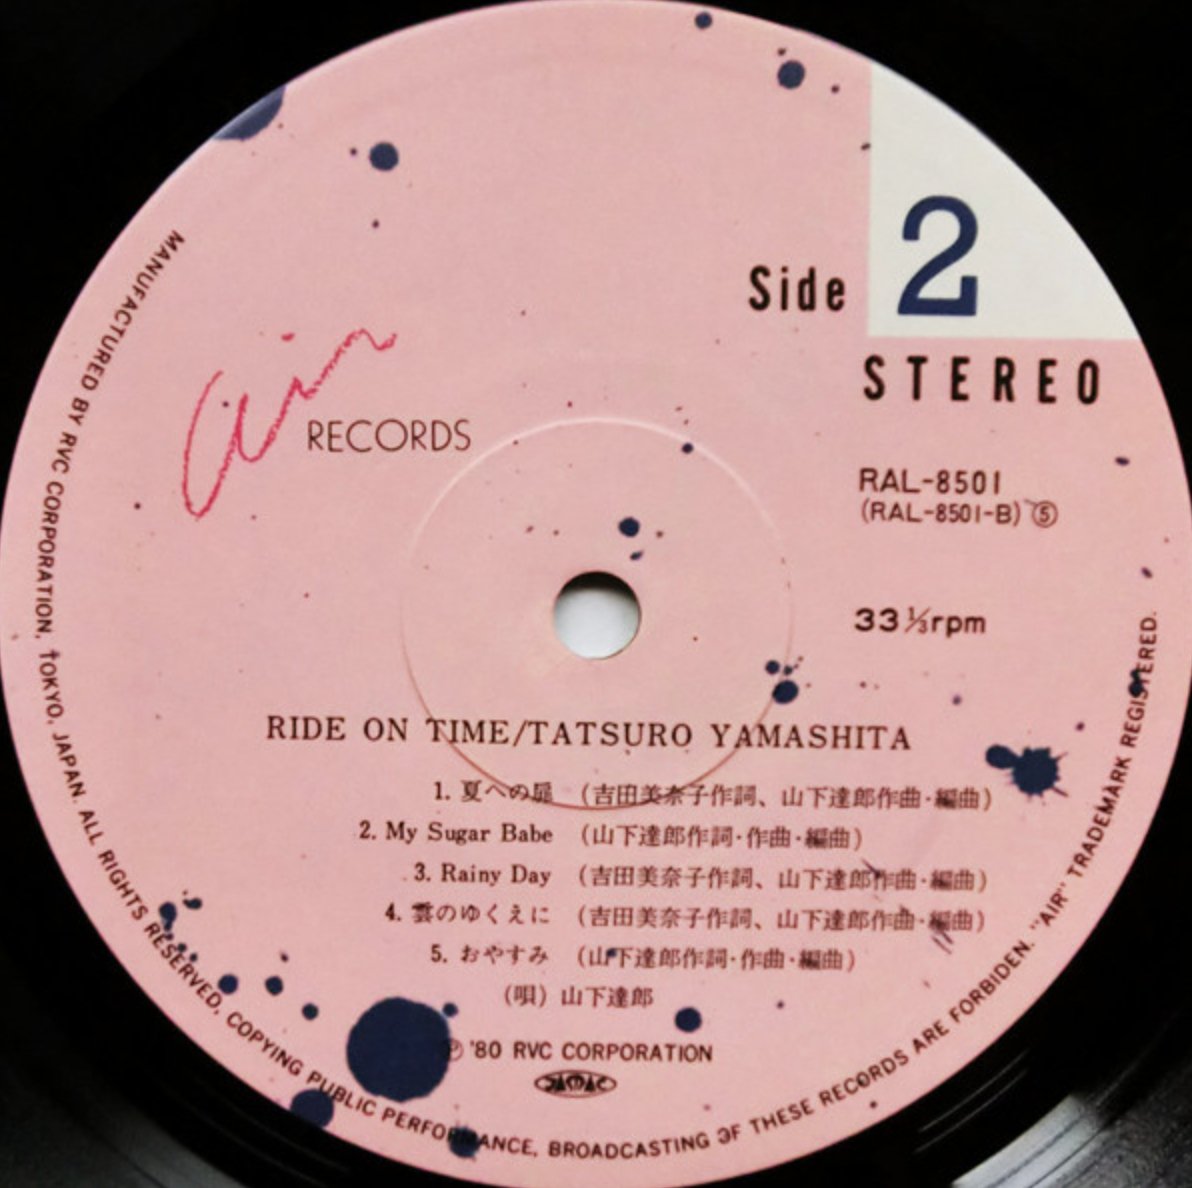 Side 2
STEREO
air RECORDS
RAL-8501
(RAL-8501-B) ⑤
33⅓rpm
RIDE ON TIME/TATSURO YAMASHITA
1. 夏への扉 (吉田美奈子作詞、山下達郎作曲・編曲)
2. My Sugar Babe (山下達郎作詞・作曲・編曲)
3. Rainy Day (吉田美奈子作詞、山下達郎作曲・編曲)
4. 雲のゆくえに (吉田美奈子作詞、山下達郎作曲・編曲)
5. おやすみ (山下達郎作詞・作曲・編曲)
(唄) 山下達郎
Ⓟ '80 RVC CORPORATION
JASRAC
MANUFACTURED BY RVC CORPORATION, TOKYO, JAPAN. ALL RIGHTS RESERVED, COPYING PUBLIC PERFORMANCE, BROADCASTING OF THESE RECORDS ARE FORBIDEN. "AIR" TRADEMARK REGISTERED.